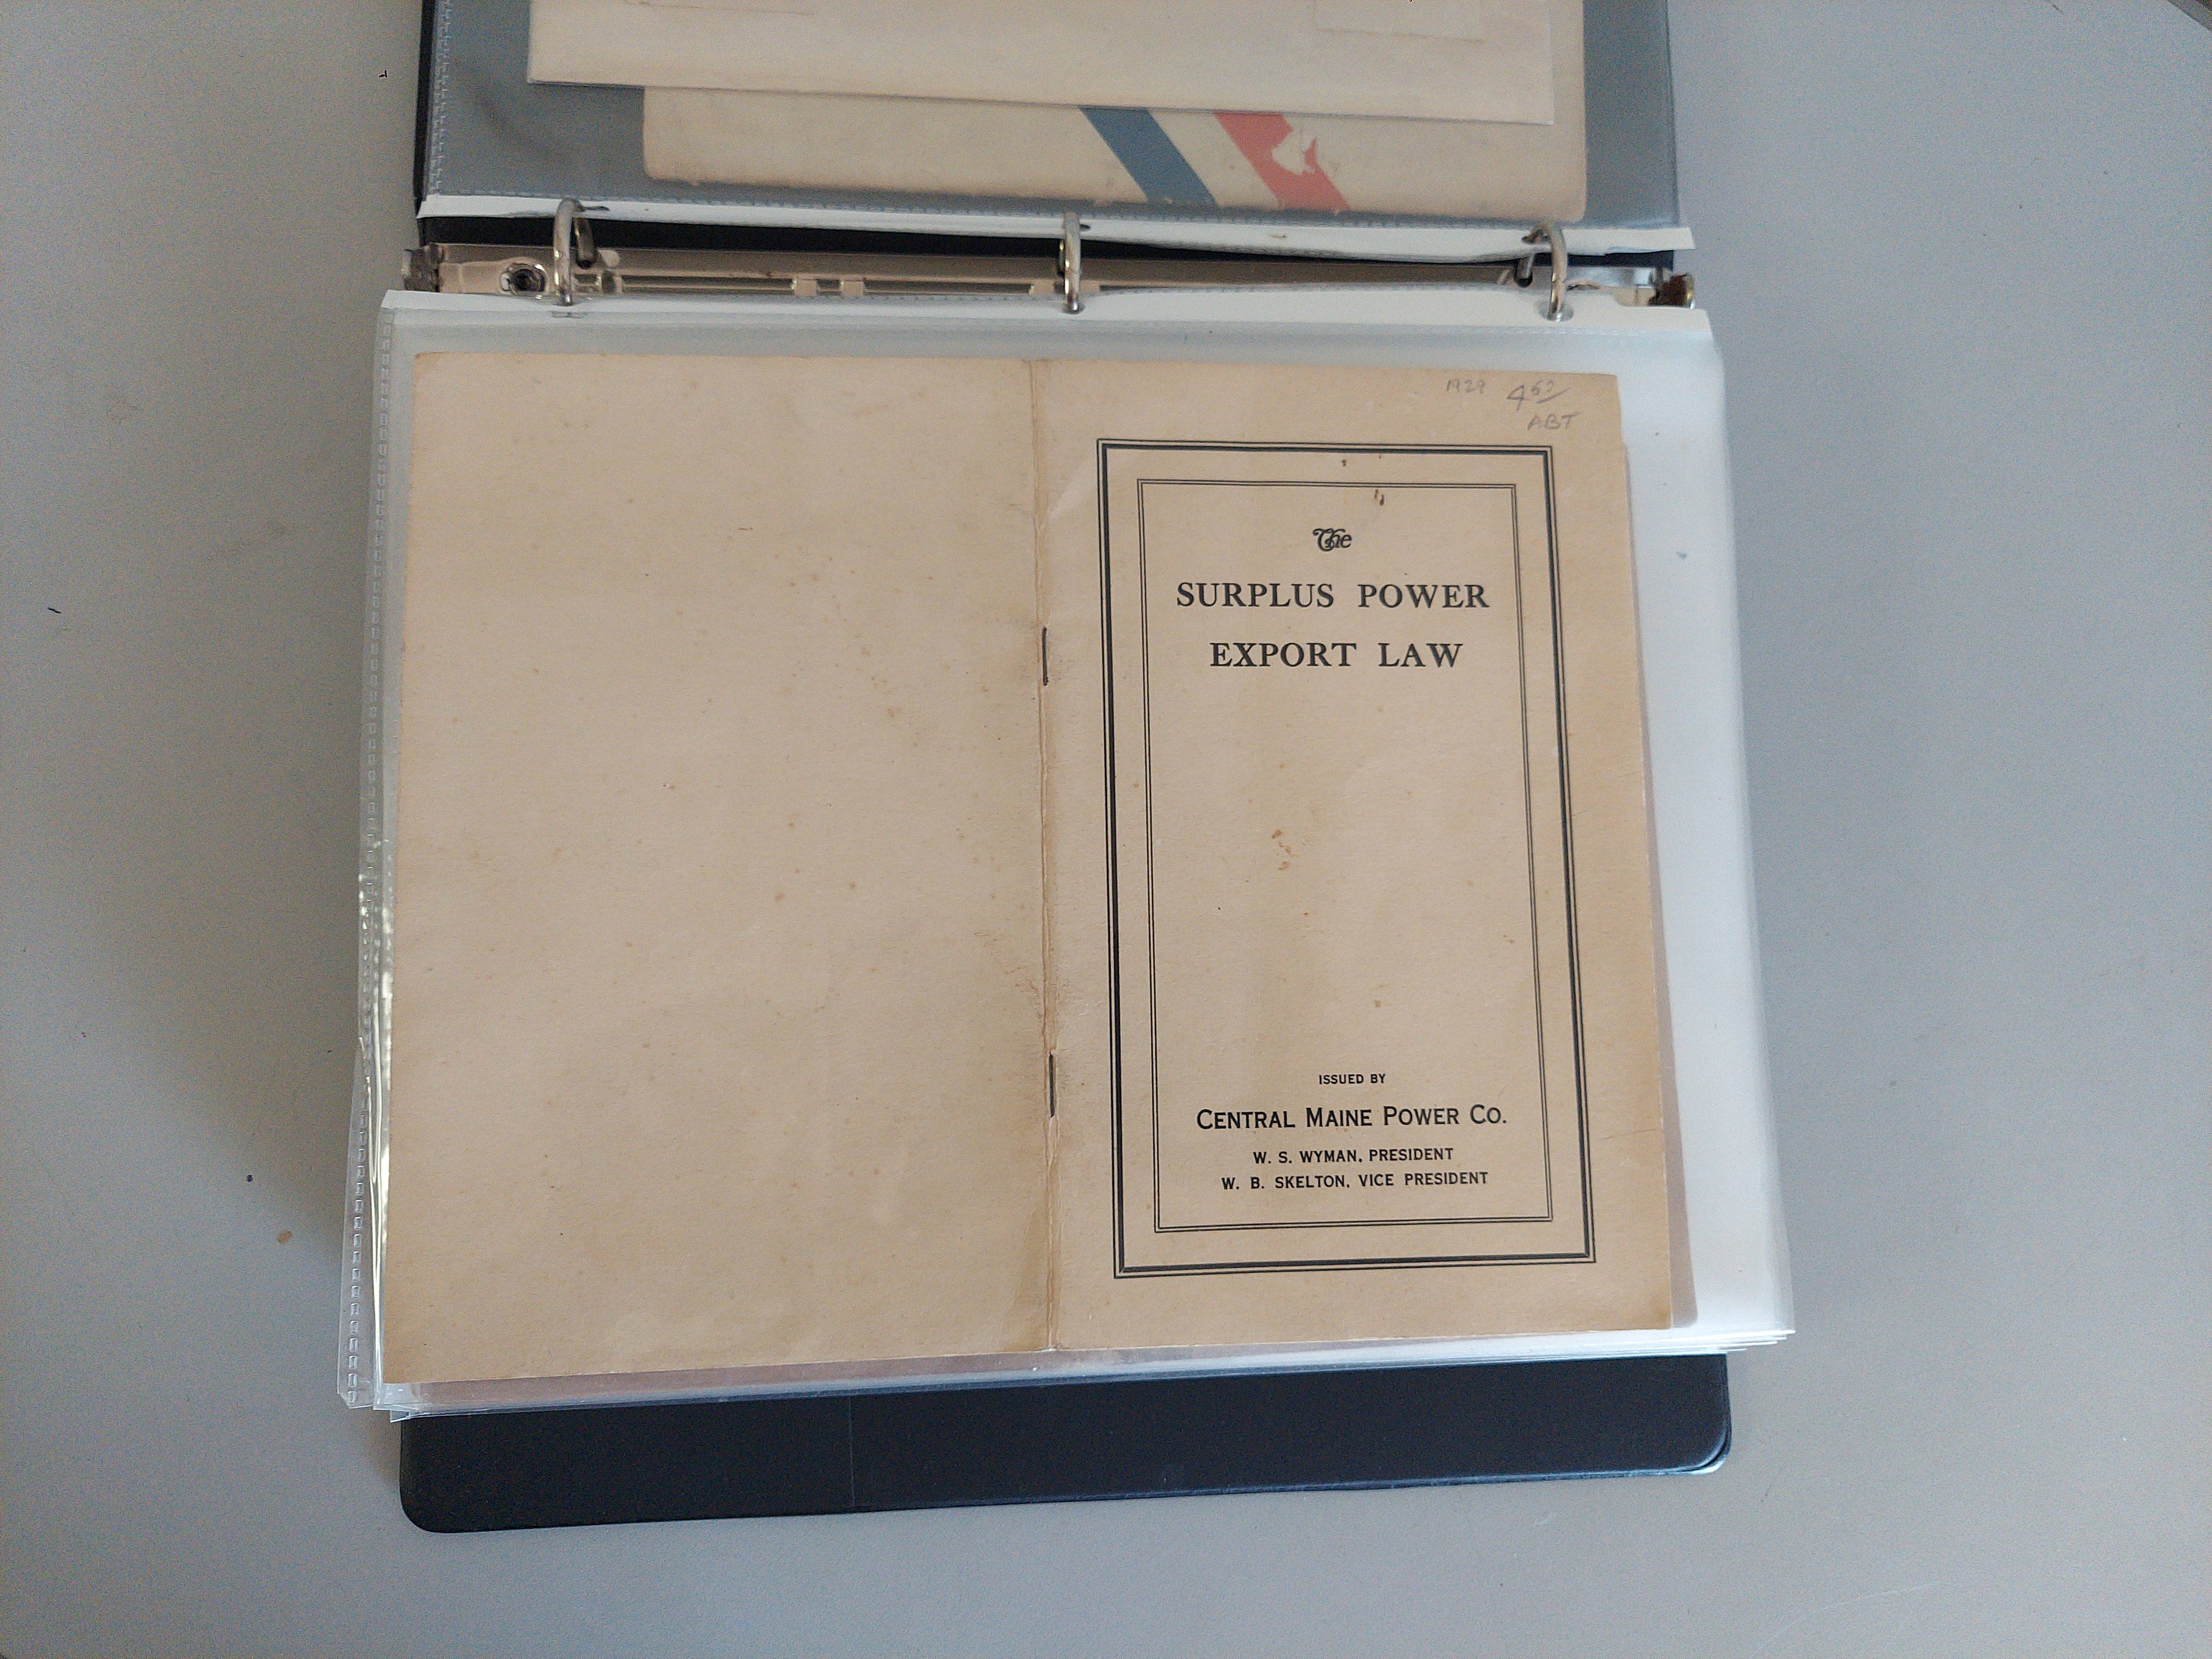 1929 4 50/
ABT
The
SURPLUS POWER
EXPORT LAW
ISSUED BY
CENTRAL MAINE POWER CO.
W. S. WYMAN, PRESIDENT
W. B. SKELTON, VICE PRESIDENT